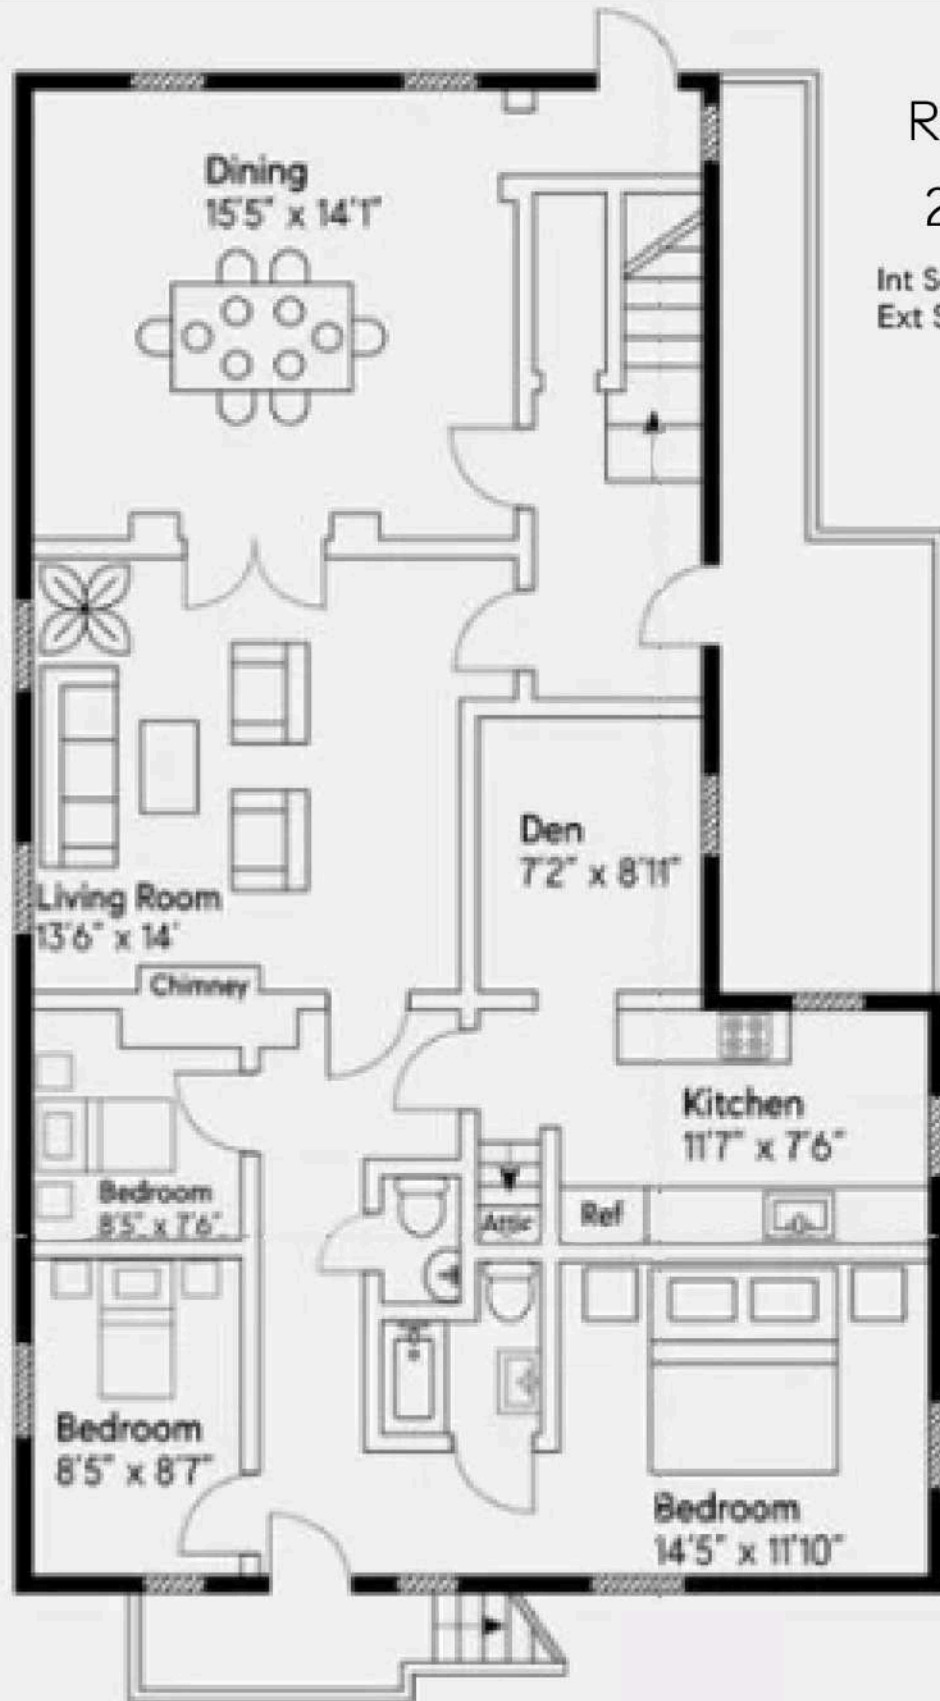 R
2
Int S
Ext S
Dining
15'5" x 14'1"
Den
7'2" x 8'11"
Living Room
13'6" x 14'
Chimney
Kitchen
11'7" x 7'6"
Bedroom
8'5" x 7'6"
Attic
Ref
Bedroom
8'5" x 8'7"
Bedroom
14'5" x 11'10"